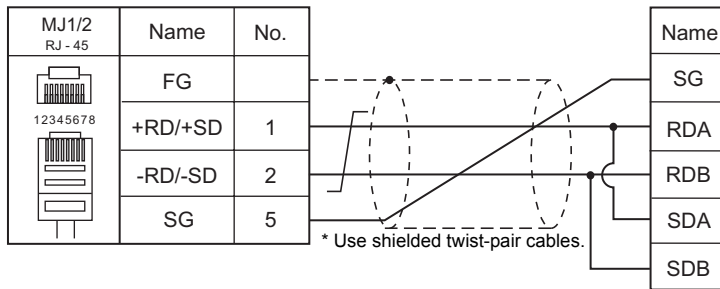 MJ1/2
RJ - 45
Name
No.
Name
FG
SG
12345678
+RD/+SD
1
RDA
-RD/-SD
2
RDB
SG
5
SDA
* Use shielded twist-pair cables.
SDB